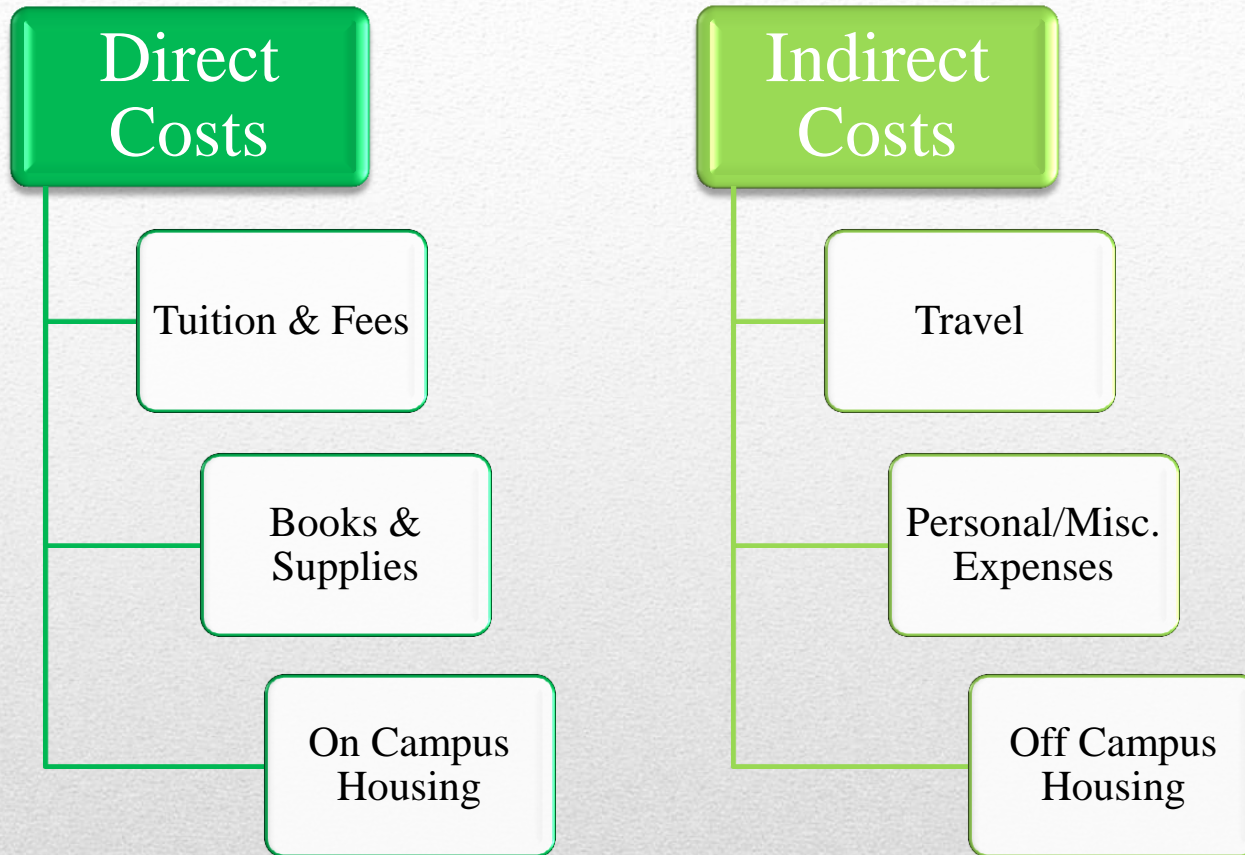 Direct
Costs
Tuition & Fees
Books &
Supplies
On Campus
Housing
Indirect
Costs
Travel
Personal/Misc.
Expenses
Off Campus
Housing